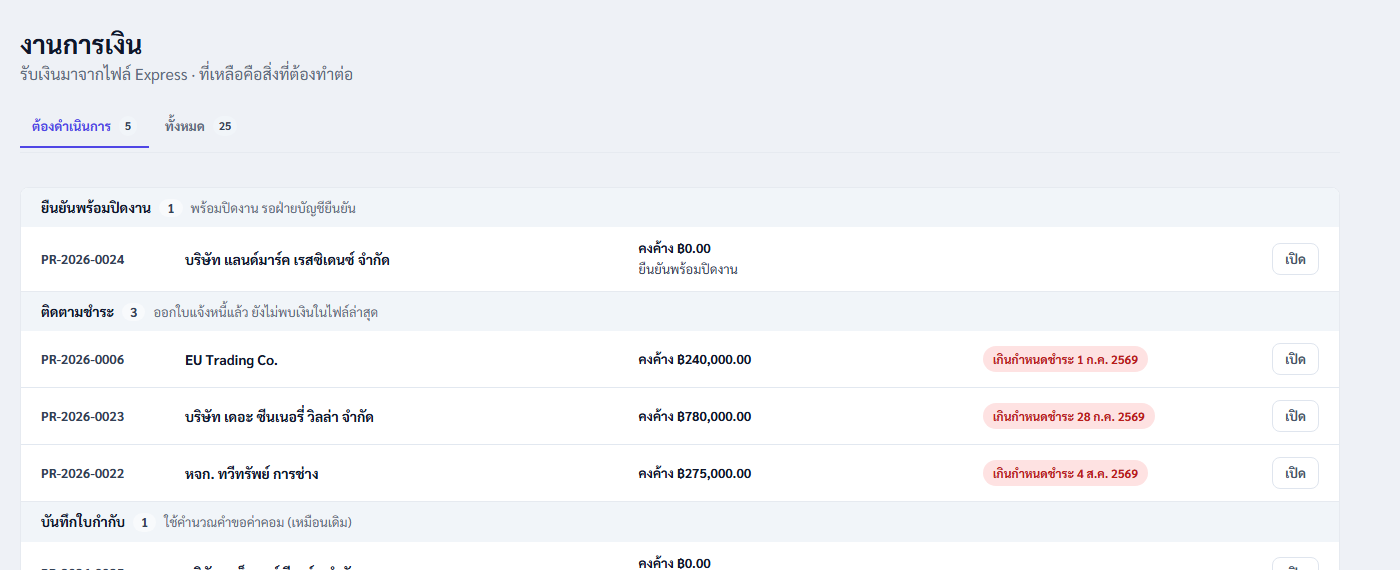 งานการเงิน
รับเงินมาจากไฟล์ Express · ที่เหลือคือสิ่งที่ต้องทำต่อ
ต้องดำเนินการ 5 ทั้งหมด 25
ยืนยันพร้อมปิดงาน 1 พร้อมปิดงาน รอฝ่ายบัญชียืนยัน
PR-2026-0024 บริษัท แลนด์มาร์ค เรสซิเดนซ์ จำกัด คงค้าง ฿0.00 เปิด
ยืนยันพร้อมปิดงาน
ติดตามชำระ 3 ออกใบแจ้งหนี้แล้ว ยังไม่พบเงินในไฟล์ล่าสุด
PR-2026-0006 EU Trading Co. คงค้าง ฿240,000.00 เกินกำหนดชำระ 1 ก.ค. 2569 เปิด
PR-2026-0023 บริษัท เดอะ ซีนเนอรี่ วิลล่า จำกัด คงค้าง ฿780,000.00 เกินกำหนดชำระ 28 ก.ค. 2569 เปิด
PR-2026-0022 หจก. ทวีทรัพย์ การช่าง คงค้าง ฿275,000.00 เกินกำหนดชำระ 4 ส.ค. 2569 เปิด
บันทึกใบกำกับ 1 ใช้คำนวณคำขอค่าคอม (เหมือนเดิม)
คงค้าง ฿0.00